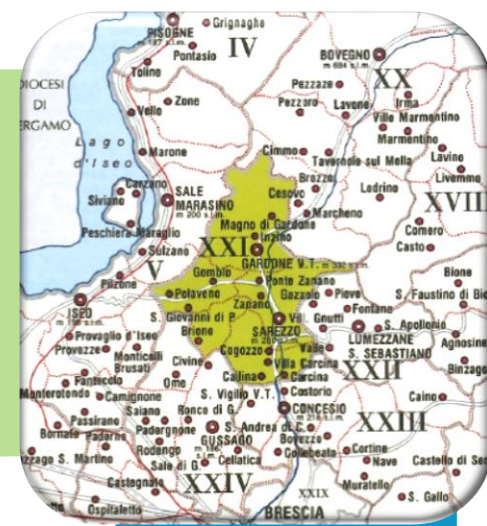 Grignaghe
PISOGNE
m 187 s.l.m.
IV
BOVEGNO
m 684 s.l.m.
Pontasio
Toline
DIOCESI
DI
BERGAMO
Pezzaze
XX
Zone
Pezzoro
Lavone
Irma
Vello
Ville Marmentino
Marmentino
Lago
d'Iseo
Marone
Cimmo
Tavernole sul Mella
Lavino
Livemmo
Brozzo
Carzano
Siviano
SALE
MARASINO
m 200 s.l.m.
Cesovo
Lodrino
XVII
Marcheno
Magno di Gardone
Peschiera Maraglio
Inzino
Comero
Casto
Sulzano
XXI
GARDONE V.T.
m 332 s.l.m.
V
Gombio
Ponte Zanano
Bione
Pilzone
Polaveno
Zanano
Gazzolo
Pieve
S. Faustino di Bio
ISEO
S. Giovanni di P.
Vill. Gnutti
Fontana
Brione
SAREZZO
S. Apollonio
LUMEZZANE
S. SEBASTIANO
Agnosine
Provaglio d'Iseo
Provezze
Monticelli
Brusati
Cogozzo
Valle
Civine
Villa Carcina
XXII
Binzago
Fantecolo
Ome
Cailina
Carcina
Monterotondo
Camignone
Costorio
Caino
S. Vigilio V.T.
Saiano
Ronco di G.
CONCESIO
XXIII
Passirano
Padergnone
S. Andrea di C.
Bornato
Paderno
GUSSAGO
Bovezzo
Rodengo
Collebeato
Cortine
S. Martino
Sale di G.
Cellatica
Nave
Castello di Ser
Castegnato
XXIV
Muratello
XXIX
S. Gallo
Ospitaletto
BRESCIA